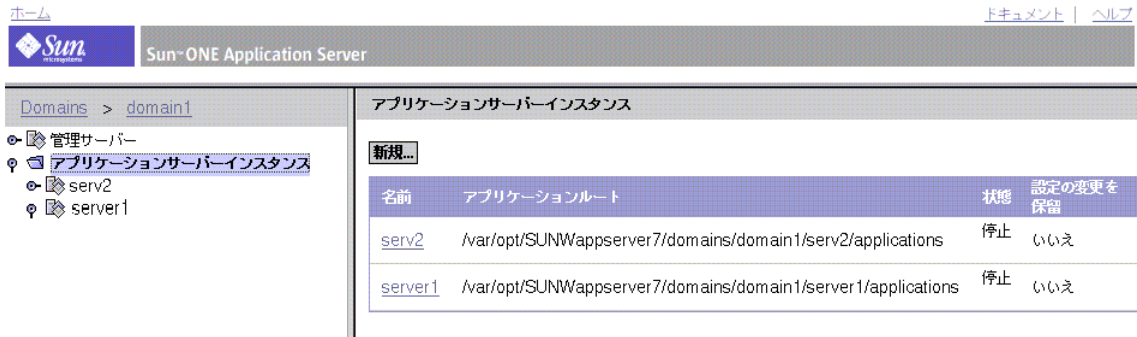 ホーム
ドキュメント | ヘルプ
Sun
microsystems
Sun™ ONE Application Server
Domains > domain1
管理サーバー
アプリケーションサーバーインスタンス
serv2
server1
アプリケーションサーバーインスタンス
新規...
名前 アプリケーションルート 状態 設定の変更を
保留
serv2 /var/opt/SUNWappserver7/domains/domain1/serv2/applications 停止 いいえ
server1 /var/opt/SUNWappserver7/domains/domain1/server1/applications 停止 いいえ